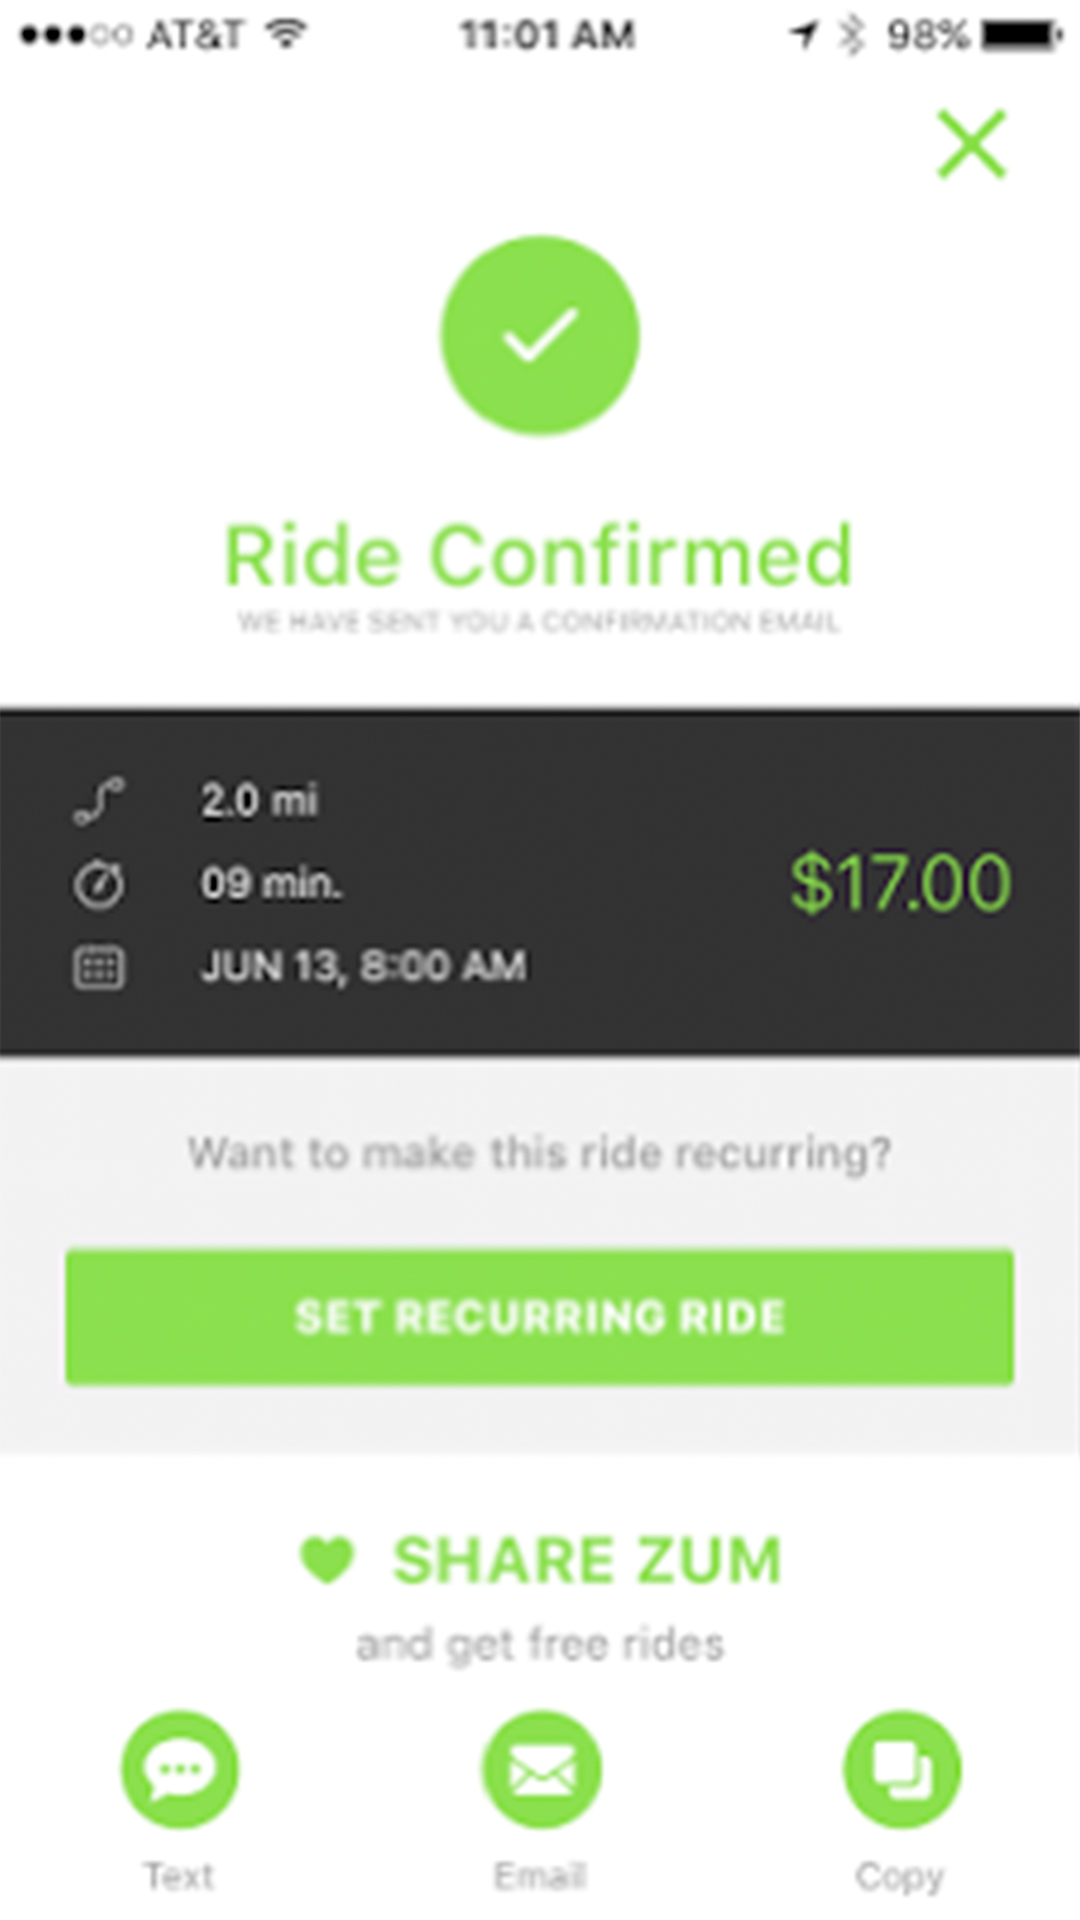 AT&T 11:01 AM 98%
Ride Confirmed
WE HAVE SENT YOU A CONFIRMATION EMAIL
2.0 mi
09 min.
$17.00
JUN 13, 8:00 AM
Want to make this ride recurring?
SET RECURRING RIDE
SHARE ZUM
and get free rides
Text Email Copy